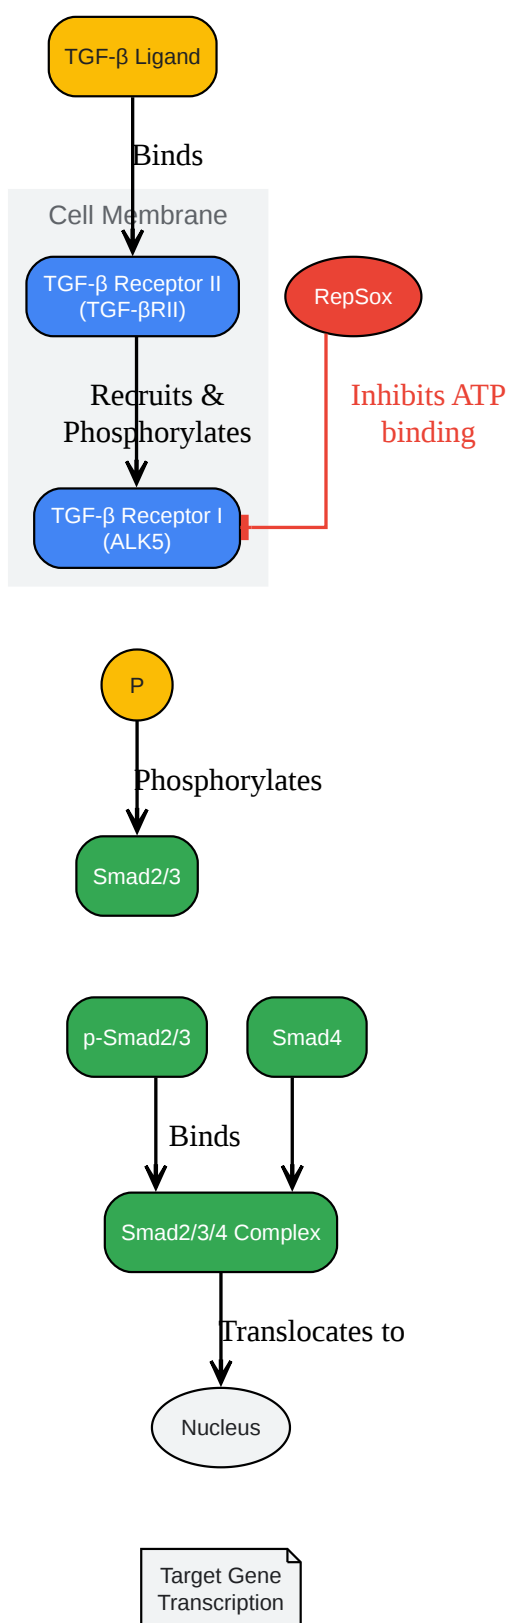 TGF-β Ligand
Binds
Cell Membrane
TGF-β Receptor II
(TGF-βRII)
RepSox
Recruits &
Phosphorylates
Inhibits ATP
binding
TGF-β Receptor I
(ALK5)
P
Phosphorylates
Smad2/3
p-Smad2/3
Smad4
Binds
Smad2/3/4 Complex
Translocates to
Nucleus
Target Gene
Transcription